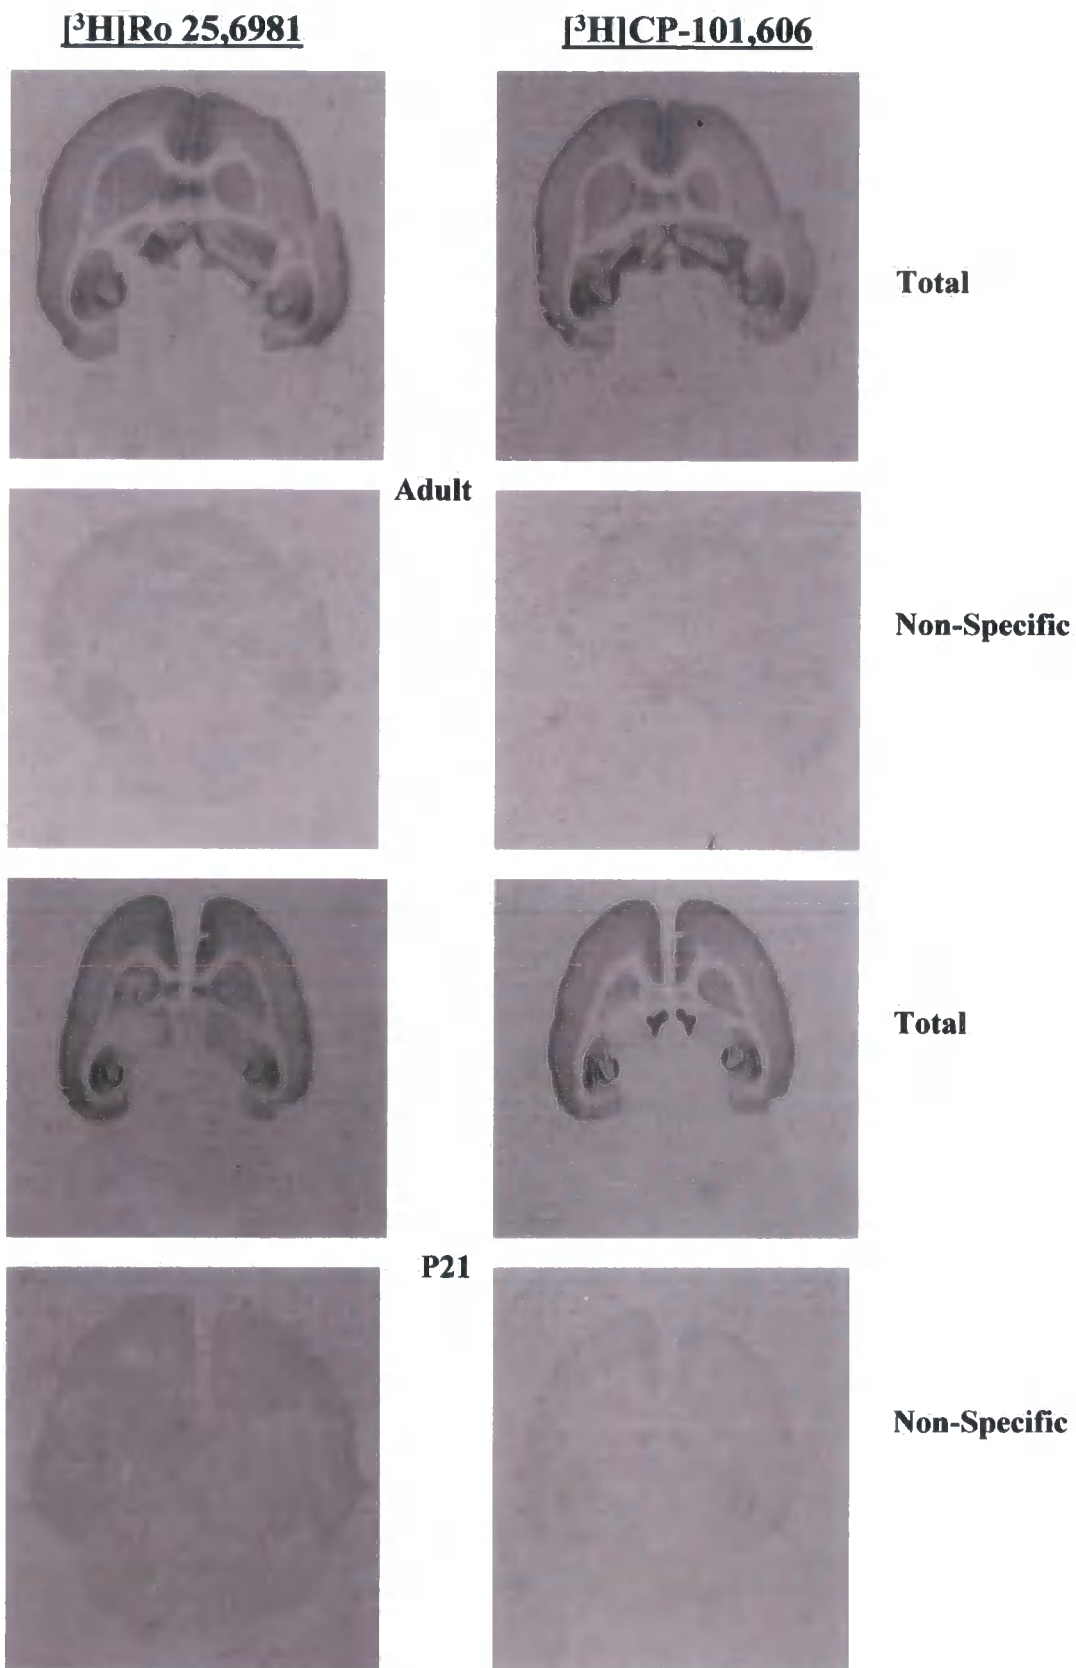 [³H]Ro 25,6981
[³H]CP-101,606
Total
Adult
Non-Specific
Total
P21
Non-Specific